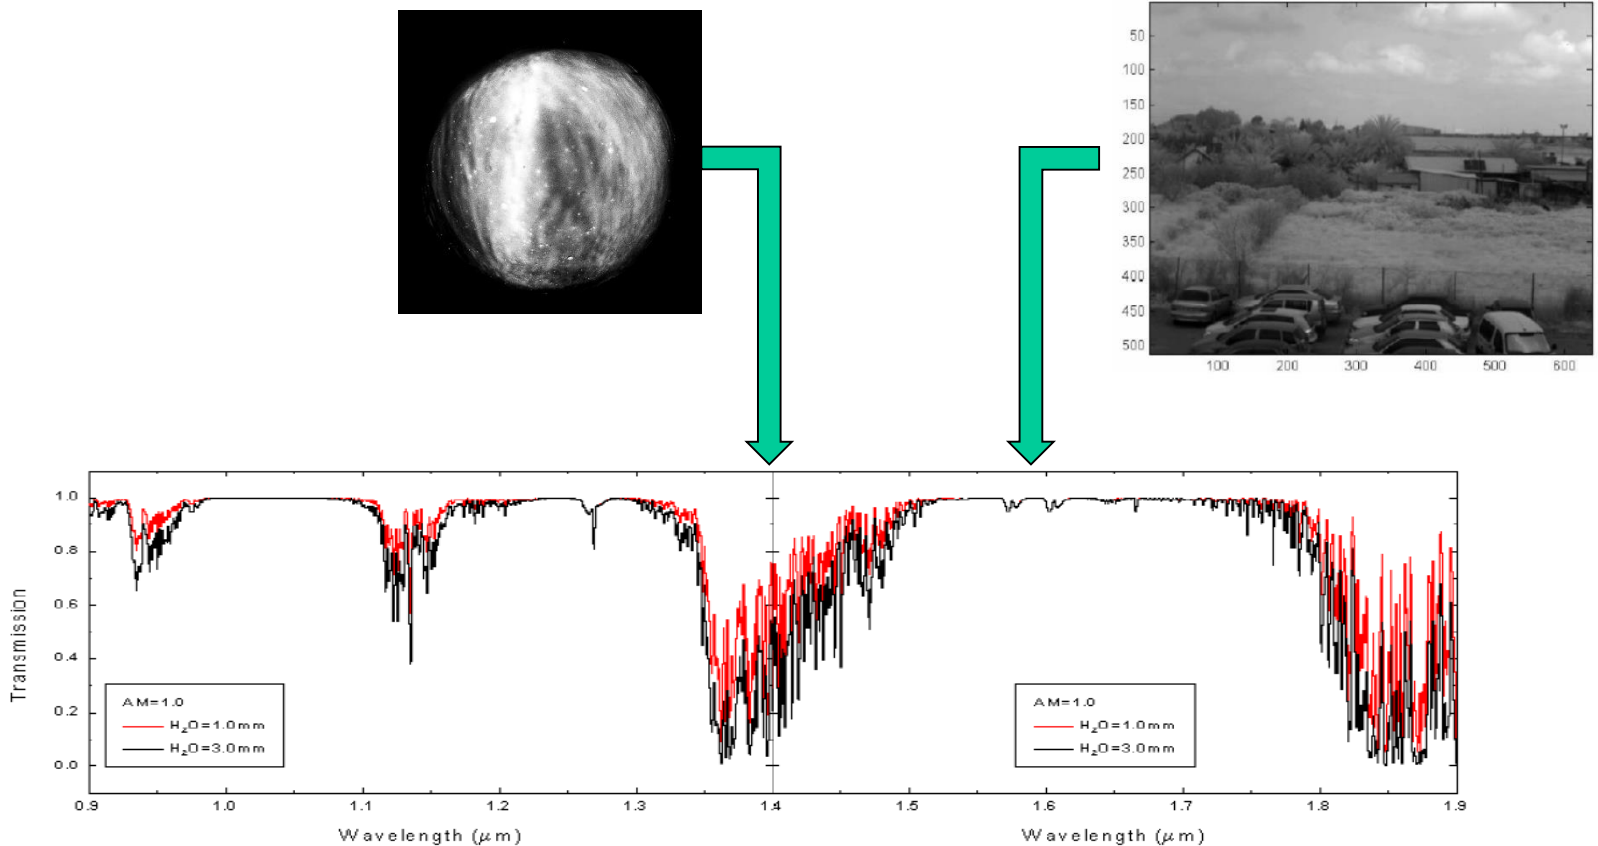 50
100
150
200
250
300
350
400
450
500
100 200 300 400 500 600
Transmission
1.0
0.8
0.6
0.4
0.2
0.0
AM=1.0
H₂O=1.0mm
H₂O=3.0mm
AM=1.0
H₂O=1.0mm
H₂O=3.0mm
0.9 1.0 1.1 1.2 1.3 1.4 1.5 1.6 1.7 1.8 1.9
Wavelength (μm) Wavelength (μm)